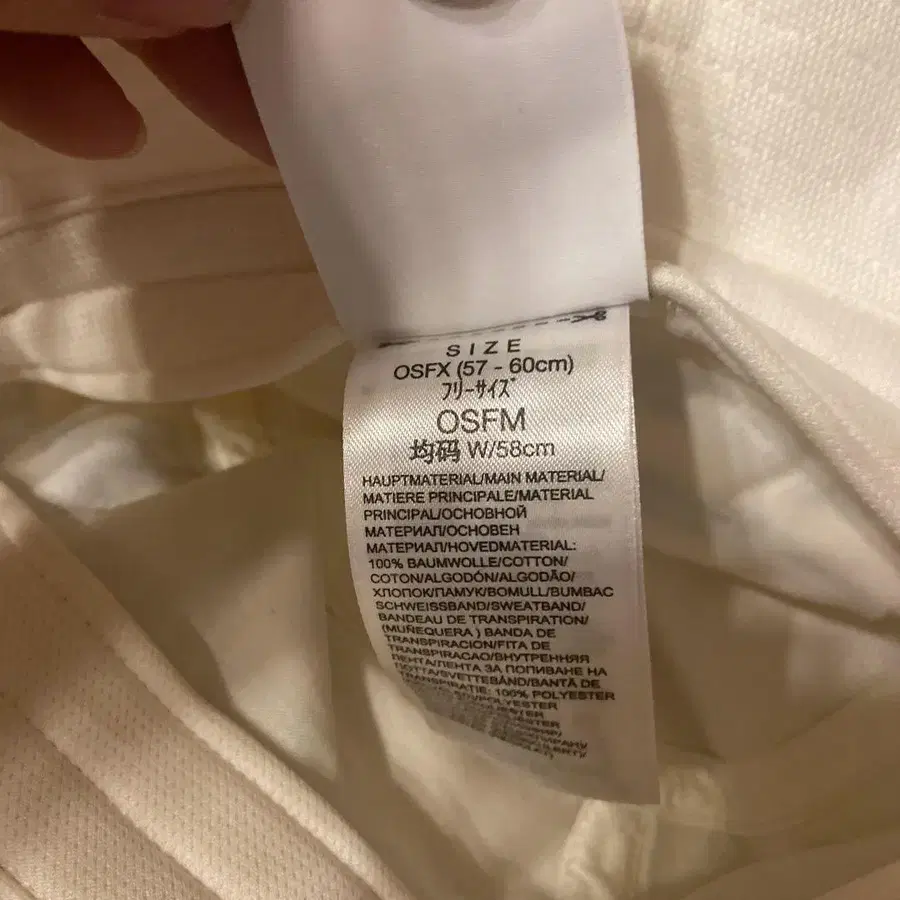 SIZE
OSFX (57 - 60cm)
フリーサイズ
OSFM
均码 W/58cm
HAUPTMATERIAL/MAIN MATERIAL/
MATIERE PRINCIPALE/MATERIAL
PRINCIPAL/ОСНОВНОЙ
МАТЕРИАЛ/ОСНОВЕН
МАТЕРИАЛ/HOVEDMATERIAL:
100% BAUMWOLLE/COTTON/
COTON/ALGODÓN/ALGODÃO/
ХЛОПОК/ПАМУК/BOMULL/BUMBAC
SCHWEISSBAND/SWEATBAND/
BANDEAU DE TRANSPIRATION/
(MUÑEQUERA ) BANDA DE
TRANSPIRACION/FITA DE
TRANSPIRACAO/ВНУТРЕННЯЯ
ЛЕНТА/ЛЕНТА ЗА ПОПИВАНЕ НА
ПОТТА/SVETTEBÅND/BANTĂ DE
TRANSPIRATIE: 100% POLYESTER